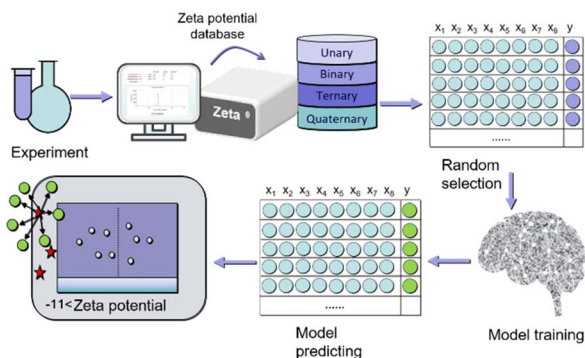 Zeta potential
database
x₁ x₂ x₃ x₄ x₅ x₆ x₇ x₈ y
Unary
Binary
Ternary
Quaternary
Zeta
......
Experiment
Random
selection
x₁ x₂ x₃ x₄ x₅ x₆ x₇ x₈ y
-11<Zeta potential
......
Model
predicting
Model training